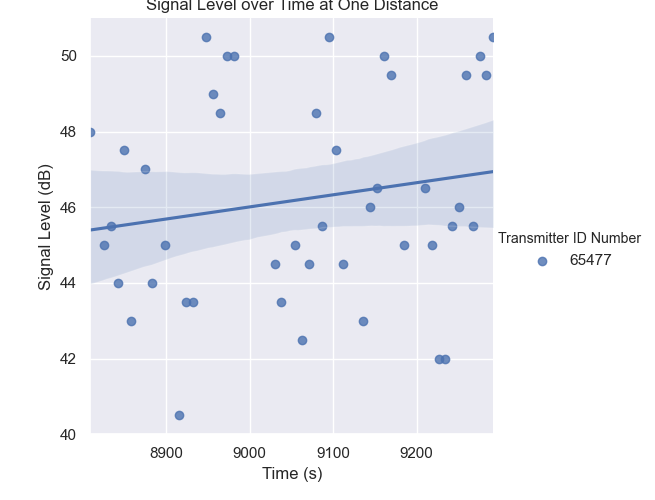 Signal Level over Time at One Distance
50
48
46
44
42
40
Signal Level (dB)
8900
9000
9100
9200
Time (s)
Transmitter ID Number
65477